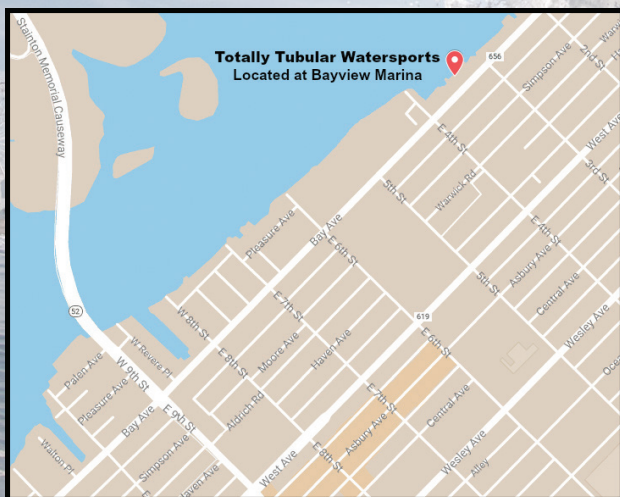 Totally Tubular Watersports
Located at Bayview Marina
Stainton Memorial Causeway
656
Simpson Ave
2nd St
West Ave
3rd St
E 4th St
Warwick Rd
5th St
E 4th St
Asbury Ave
Central Ave
5th St
Wesley Ave
Pleasure Ave
Bay Ave
E 6th St
619
E 6th St
52
W 8th St
E 7th St
Moore Ave
Haven Ave
E 8th St
W Revere Pl
Palen Ave
W 9th St
Pleasure Ave
Bay Ave
E 9th St
Aldrich Rd
E 7th St
Asbury Ave
Central Ave
Wesley Ave
Alley
Walton Pl
Simpson Ave
Haven Ave
West Ave
E 8th St